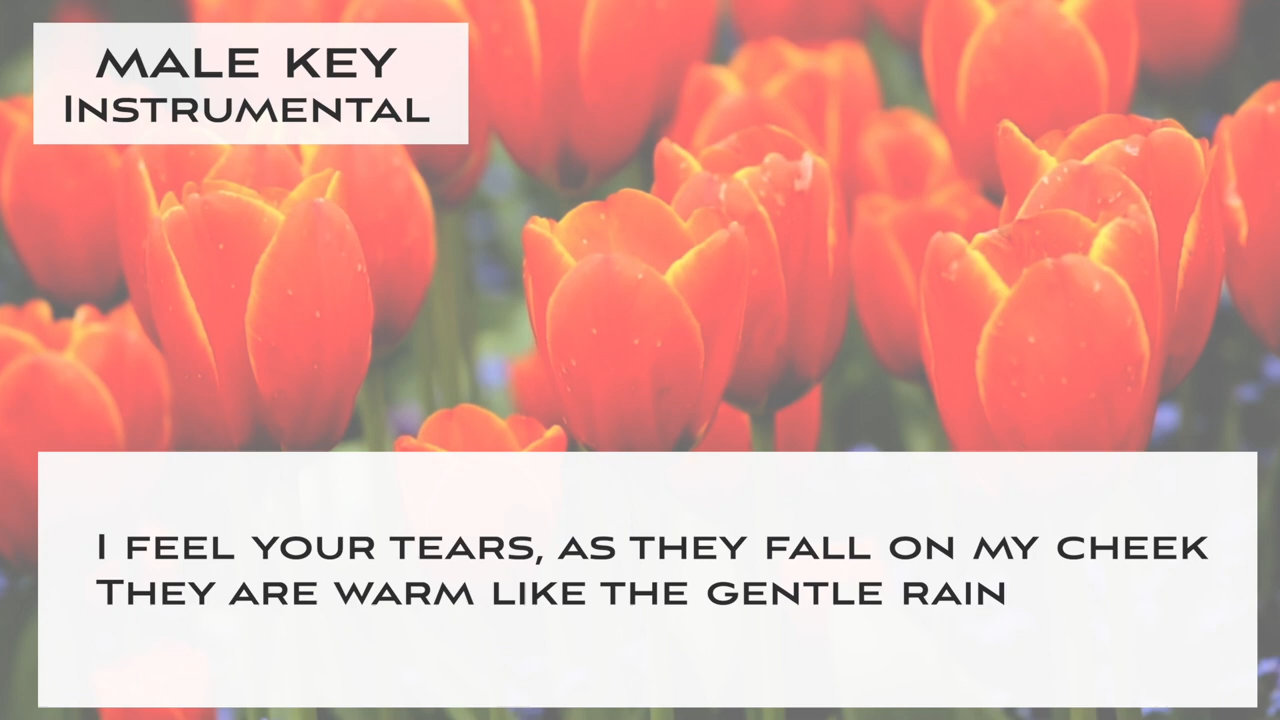 MALE KEY
INSTRUMENTAL
I FEEL YOUR TEARS, AS THEY FALL ON MY CHEEK
THEY ARE WARM LIKE THE GENTLE RAIN